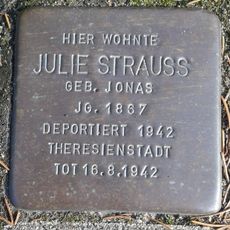 HIER WOHNTE
JULIE STRAUSS
GEB. JONAS
JG. 1867
DEPORTIERT 1942
THERESIENSTADT
TOT 16.8.1942